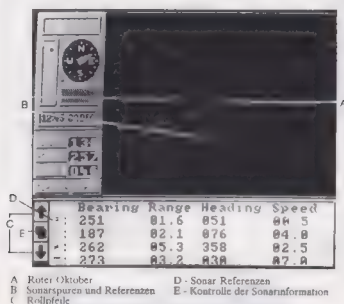 N
S
B
A
D
C
E
Bearing Range Heading Speed
251 01.6 051 00.5
187 02.1 076 04.0
262 05.3 358 02.5
273 03.2 07.0
A Roter Oktober
B Sonarspuren und Referenzen
C Rollpfeile
D - Sonar Referenzen
E - Kontrolle der Sonarinformation